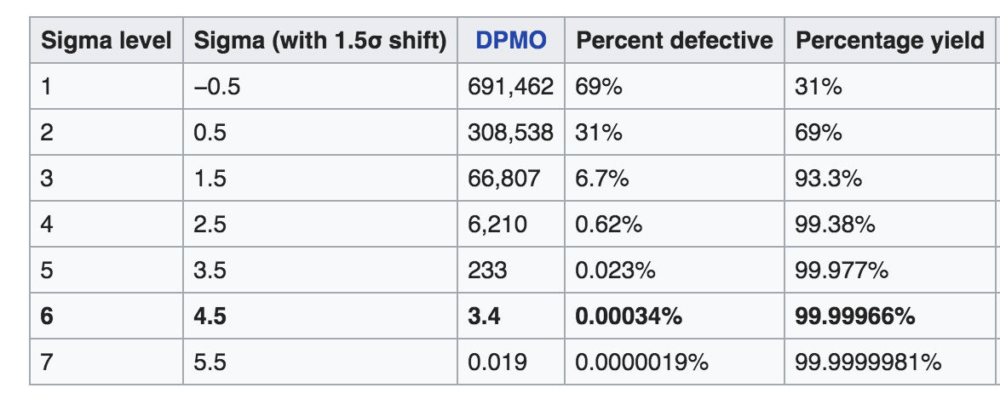 Sigma level Sigma (with 1.5σ shift) DPMO Percent defective Percentage yield
1 −0.5 691,462 69% 31%
2 0.5 308,538 31% 69%
3 1.5 66,807 6.7% 93.3%
4 2.5 6,210 0.62% 99.38%
5 3.5 233 0.023% 99.977%
6 4.5 3.4 0.00034% 99.99966%
7 5.5 0.019 0.0000019% 99.9999981%